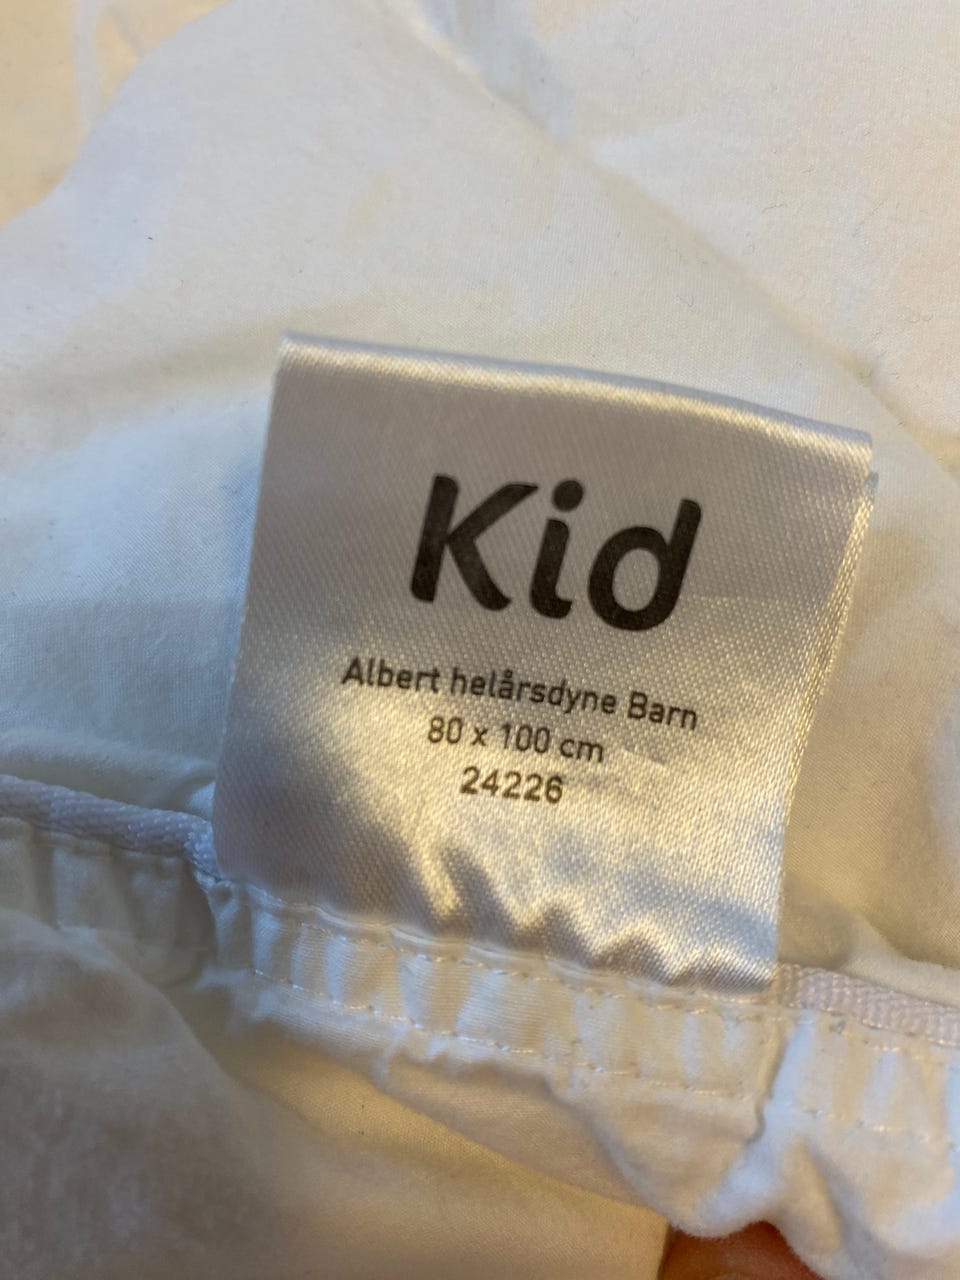 Kid
Albert helårsdyne Barn
80 x 100 cm
24226